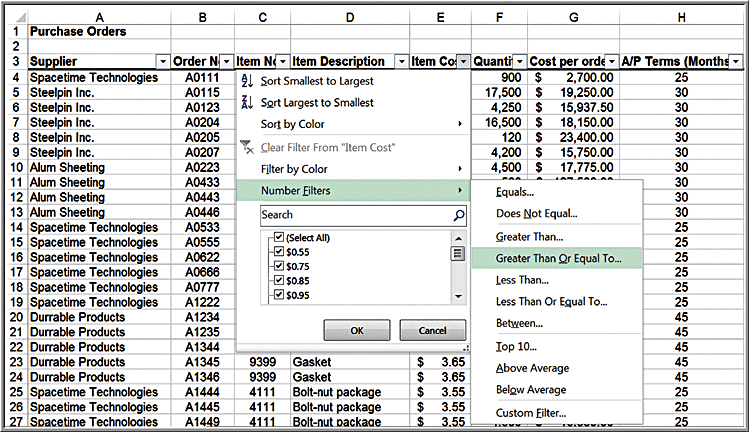 A B C D E F G H
1 Purchase Orders
2
3 Supplier Order N Item No Item Description Item Cos Quanti Cost per orde A/P Terms (Months
4 Spacetime Technologies A0111 900 $ 2,700.00 25
5 Steelpin Inc. A0115 17,500 $ 19,250.00 30
6 Steelpin Inc. A0123 4,250 $ 15,937.50 30
7 Steelpin Inc. A0204 16,500 $ 18,150.00 30
8 Steelpin Inc. A0205 120 $ 23,400.00 30
9 Steelpin Inc. A0207 4,200 $ 15,750.00 30
10 Alum Sheeting A0223 4,500 $ 17,775.00 30
11 Alum Sheeting A0433 30
12 Alum Sheeting A0443 30
13 Alum Sheeting A0446 30
14 Spacetime Technologies A0533 25
15 Spacetime Technologies A0555 25
16 Spacetime Technologies A0622 25
17 Spacetime Technologies A0666 25
18 Spacetime Technologies A0777 25
19 Spacetime Technologies A1222 25
20 Durrable Products A1234 45
21 Durrable Products A1235 45
22 Durrable Products A1344 45
23 Durrable Products A1345 9399 Gasket $ 3.65 45
24 Durrable Products A1346 9399 Gasket $ 3.65 45
25 Spacetime Technologies A1444 4111 Bolt-nut package $ 3.55 25
26 Spacetime Technologies A1445 4111 Bolt-nut package $ 3.55 25
27 Spacetime Technologies A1449 4111 Bolt-nut package $ 3.55 25
Sort Smallest to Largest
Sort Largest to Smallest
Sort by Color
Clear Filter From "Item Cost"
Filter by Color
Number Filters
Search
(Select All)
$0.55
$0.75
$0.85
$0.95
OK Cancel
Equals...
Does Not Equal...
Greater Than...
Greater Than Or Equal To...
Less Than...
Less Than Or Equal To...
Between...
Top 10...
Above Average
Below Average
Custom Filter...